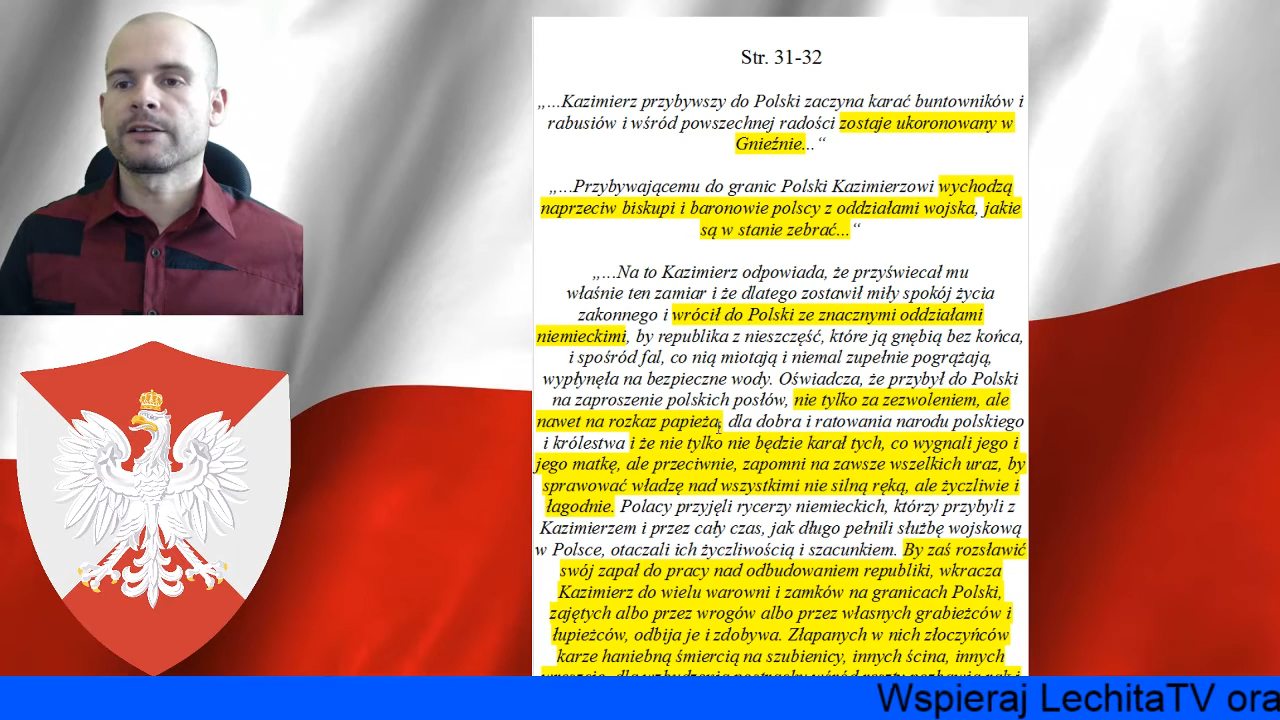 Str. 31-32
„...Kazimierz przybywszy do Polski zaczyna karać buntowników i
rabusiów i wśród powszechnej radości zostaje ukoronowany w
Gnieźnie...“
„...Przybywającemu do granic Polski Kazimierzowi wychodzą
naprzeciw biskupi i baronowie polscy z oddziałami wojska, jakie
są w stanie zebrać...“
„...Na to Kazimierz odpowiada, że przyświecał mu
właśnie ten zamiar i że dlatego zostawił miły spokój życia
zakonnego i wrócił do Polski ze znacznymi oddziałami
niemieckimi, by republika z nieszczęść, które ją gnębią bez końca,
i spośród fal, co nią miotają i niemal zupełnie pogrążają,
wypłynęła na bezpieczne wody. Oświadcza, że przybył do Polski
na zaproszenie polskich posłów, nie tylko za zezwoleniem, ale
nawet na rozkaz papieża, dla dobra i ratowania narodu polskiego
i królestwa i że nie tylko nie będzie karał tych, co wygnali jego i
jego matkę, ale przeciwnie, zapomni na zawsze wszelkich uraz, by
sprawować władzę nad wszystkimi nie silną ręką, ale życzliwie i
łagodnie. Polacy przyjęli rycerzy niemieckich, którzy przybyli z
Kazimierzem i przez cały czas, jak długo pełnili służbę wojskową
w Polsce, otaczali ich życzliwością i szacunkiem. By zaś rozsławić
swój zapał do pracy nad odbudowaniem republiki, wkracza
Kazimierz do wielu warowni i zamków na granicach Polski,
zajętych albo przez wrogów albo przez własnych grabieżców i
łupieżców, odbija je i zdobywa. Złapanych w nich złoczyńców
karze haniebną śmiercią na szubienicy, innych ścina, innych
Wspieraj LechitaTV ora